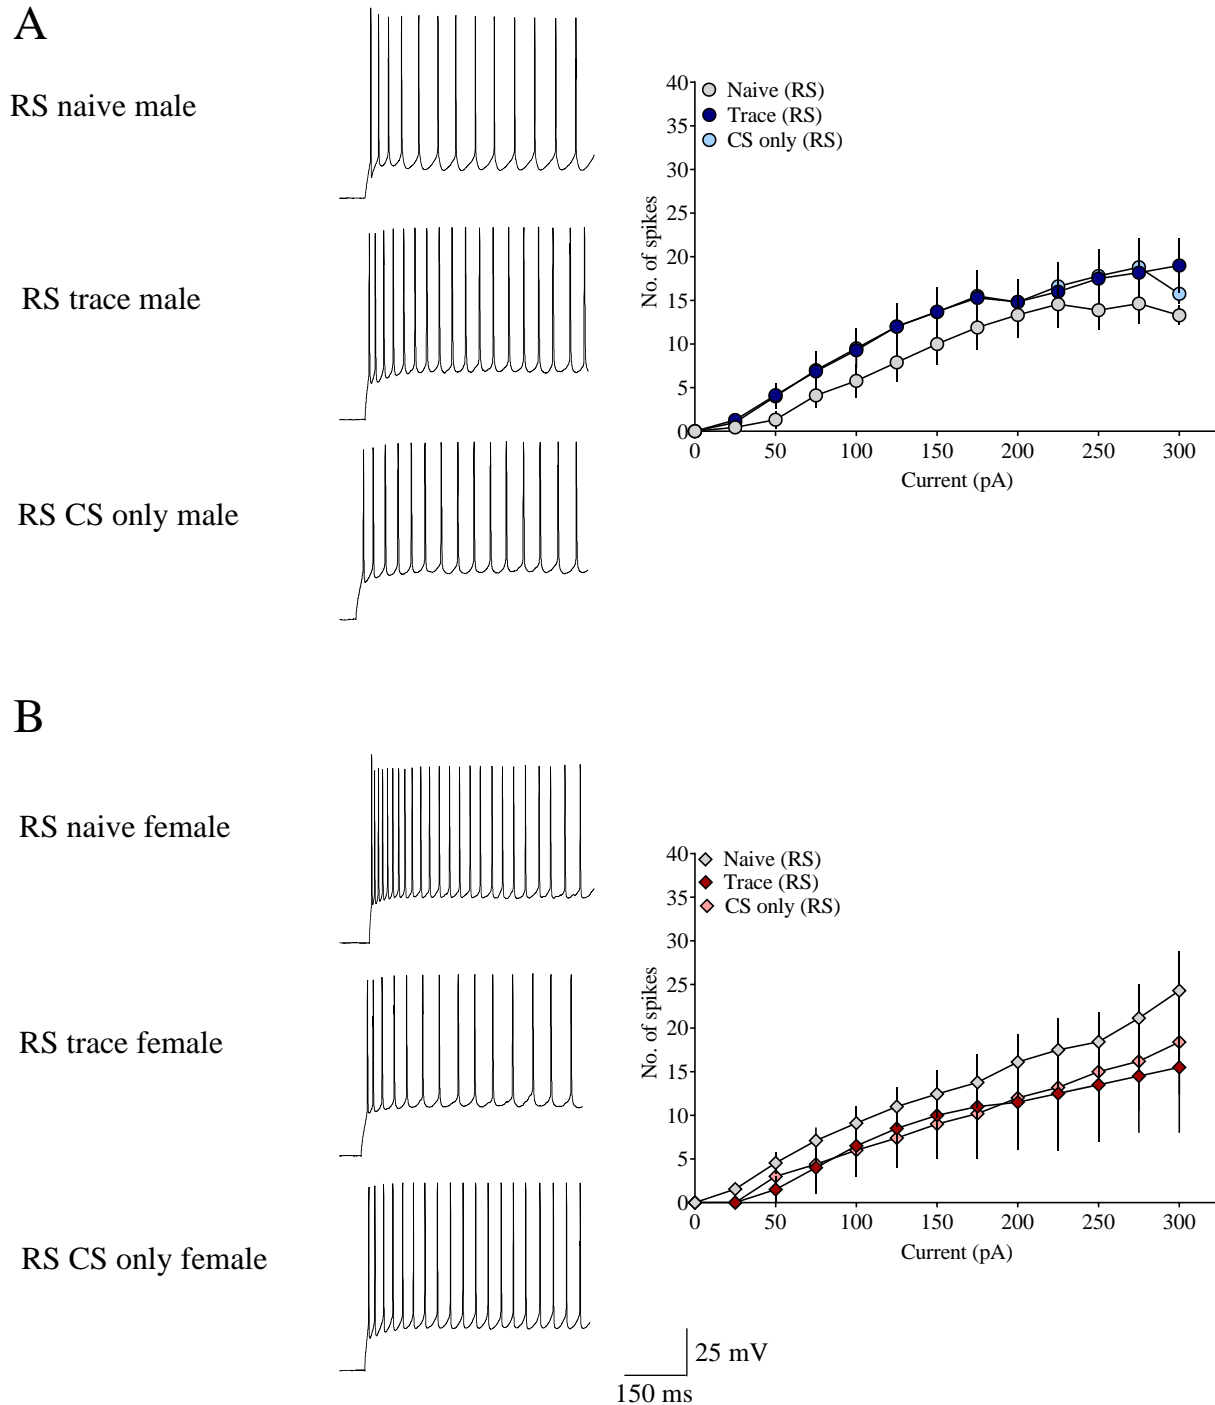 A
RS naive male
RS trace male
RS CS only male
40
35
30
25
20
15
10
5
0
No. of spikes
Naive (RS)
Trace (RS)
CS only (RS)
0 50 100 150 200 250 300
Current (pA)
B
RS naive female
RS trace female
RS CS only female
40
35
30
25
20
15
10
5
0
No. of spikes
Naive (RS)
Trace (RS)
CS only (RS)
0 50 100 150 200 250 300
Current (pA)
25 mV
150 ms